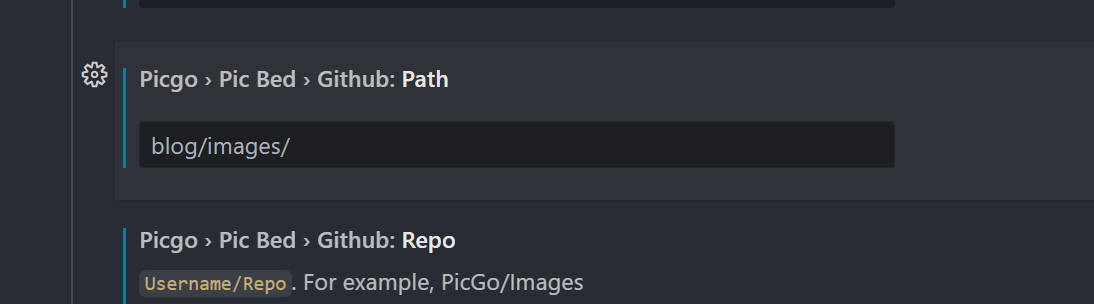 Picgo › Pic Bed › Github: Path
blog/images/
Picgo › Pic Bed › Github: Repo
Username/Repo. For example, PicGo/Images